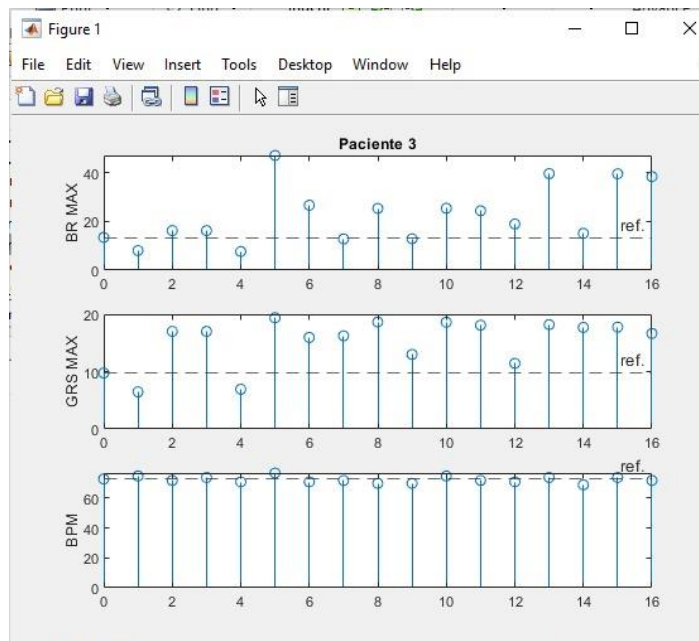 Figure 1
File Edit View Insert Tools Desktop Window Help
Paciente 3
BR MAX
40
20
0
ref.
0 2 4 6 8 10 12 14 16
GRS MAX
20
10
0
ref.
0 2 4 6 8 10 12 14 16
BPM
60
40
20
0
ref.
0 2 4 6 8 10 12 14 16